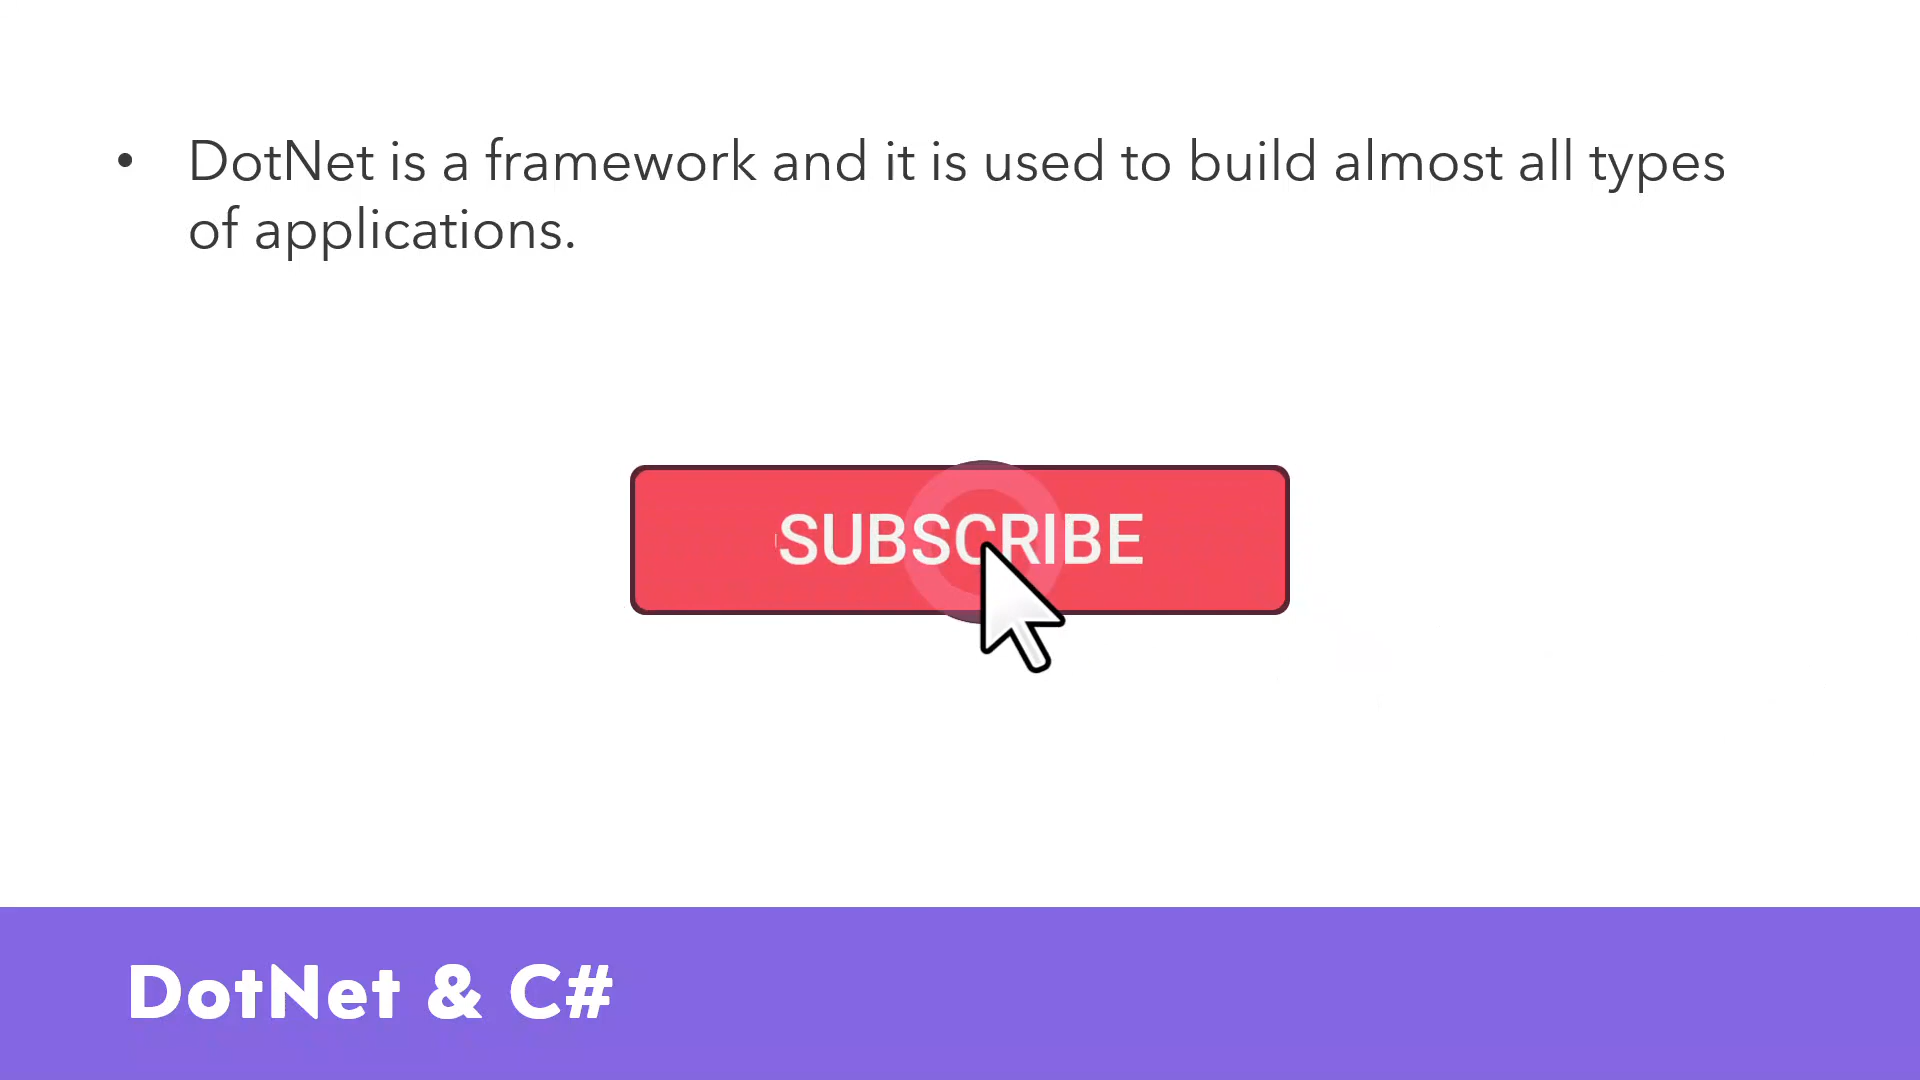 • DotNet is a framework and it is used to build almost all types
of applications.
SUBSCRIBE
DotNet & C#